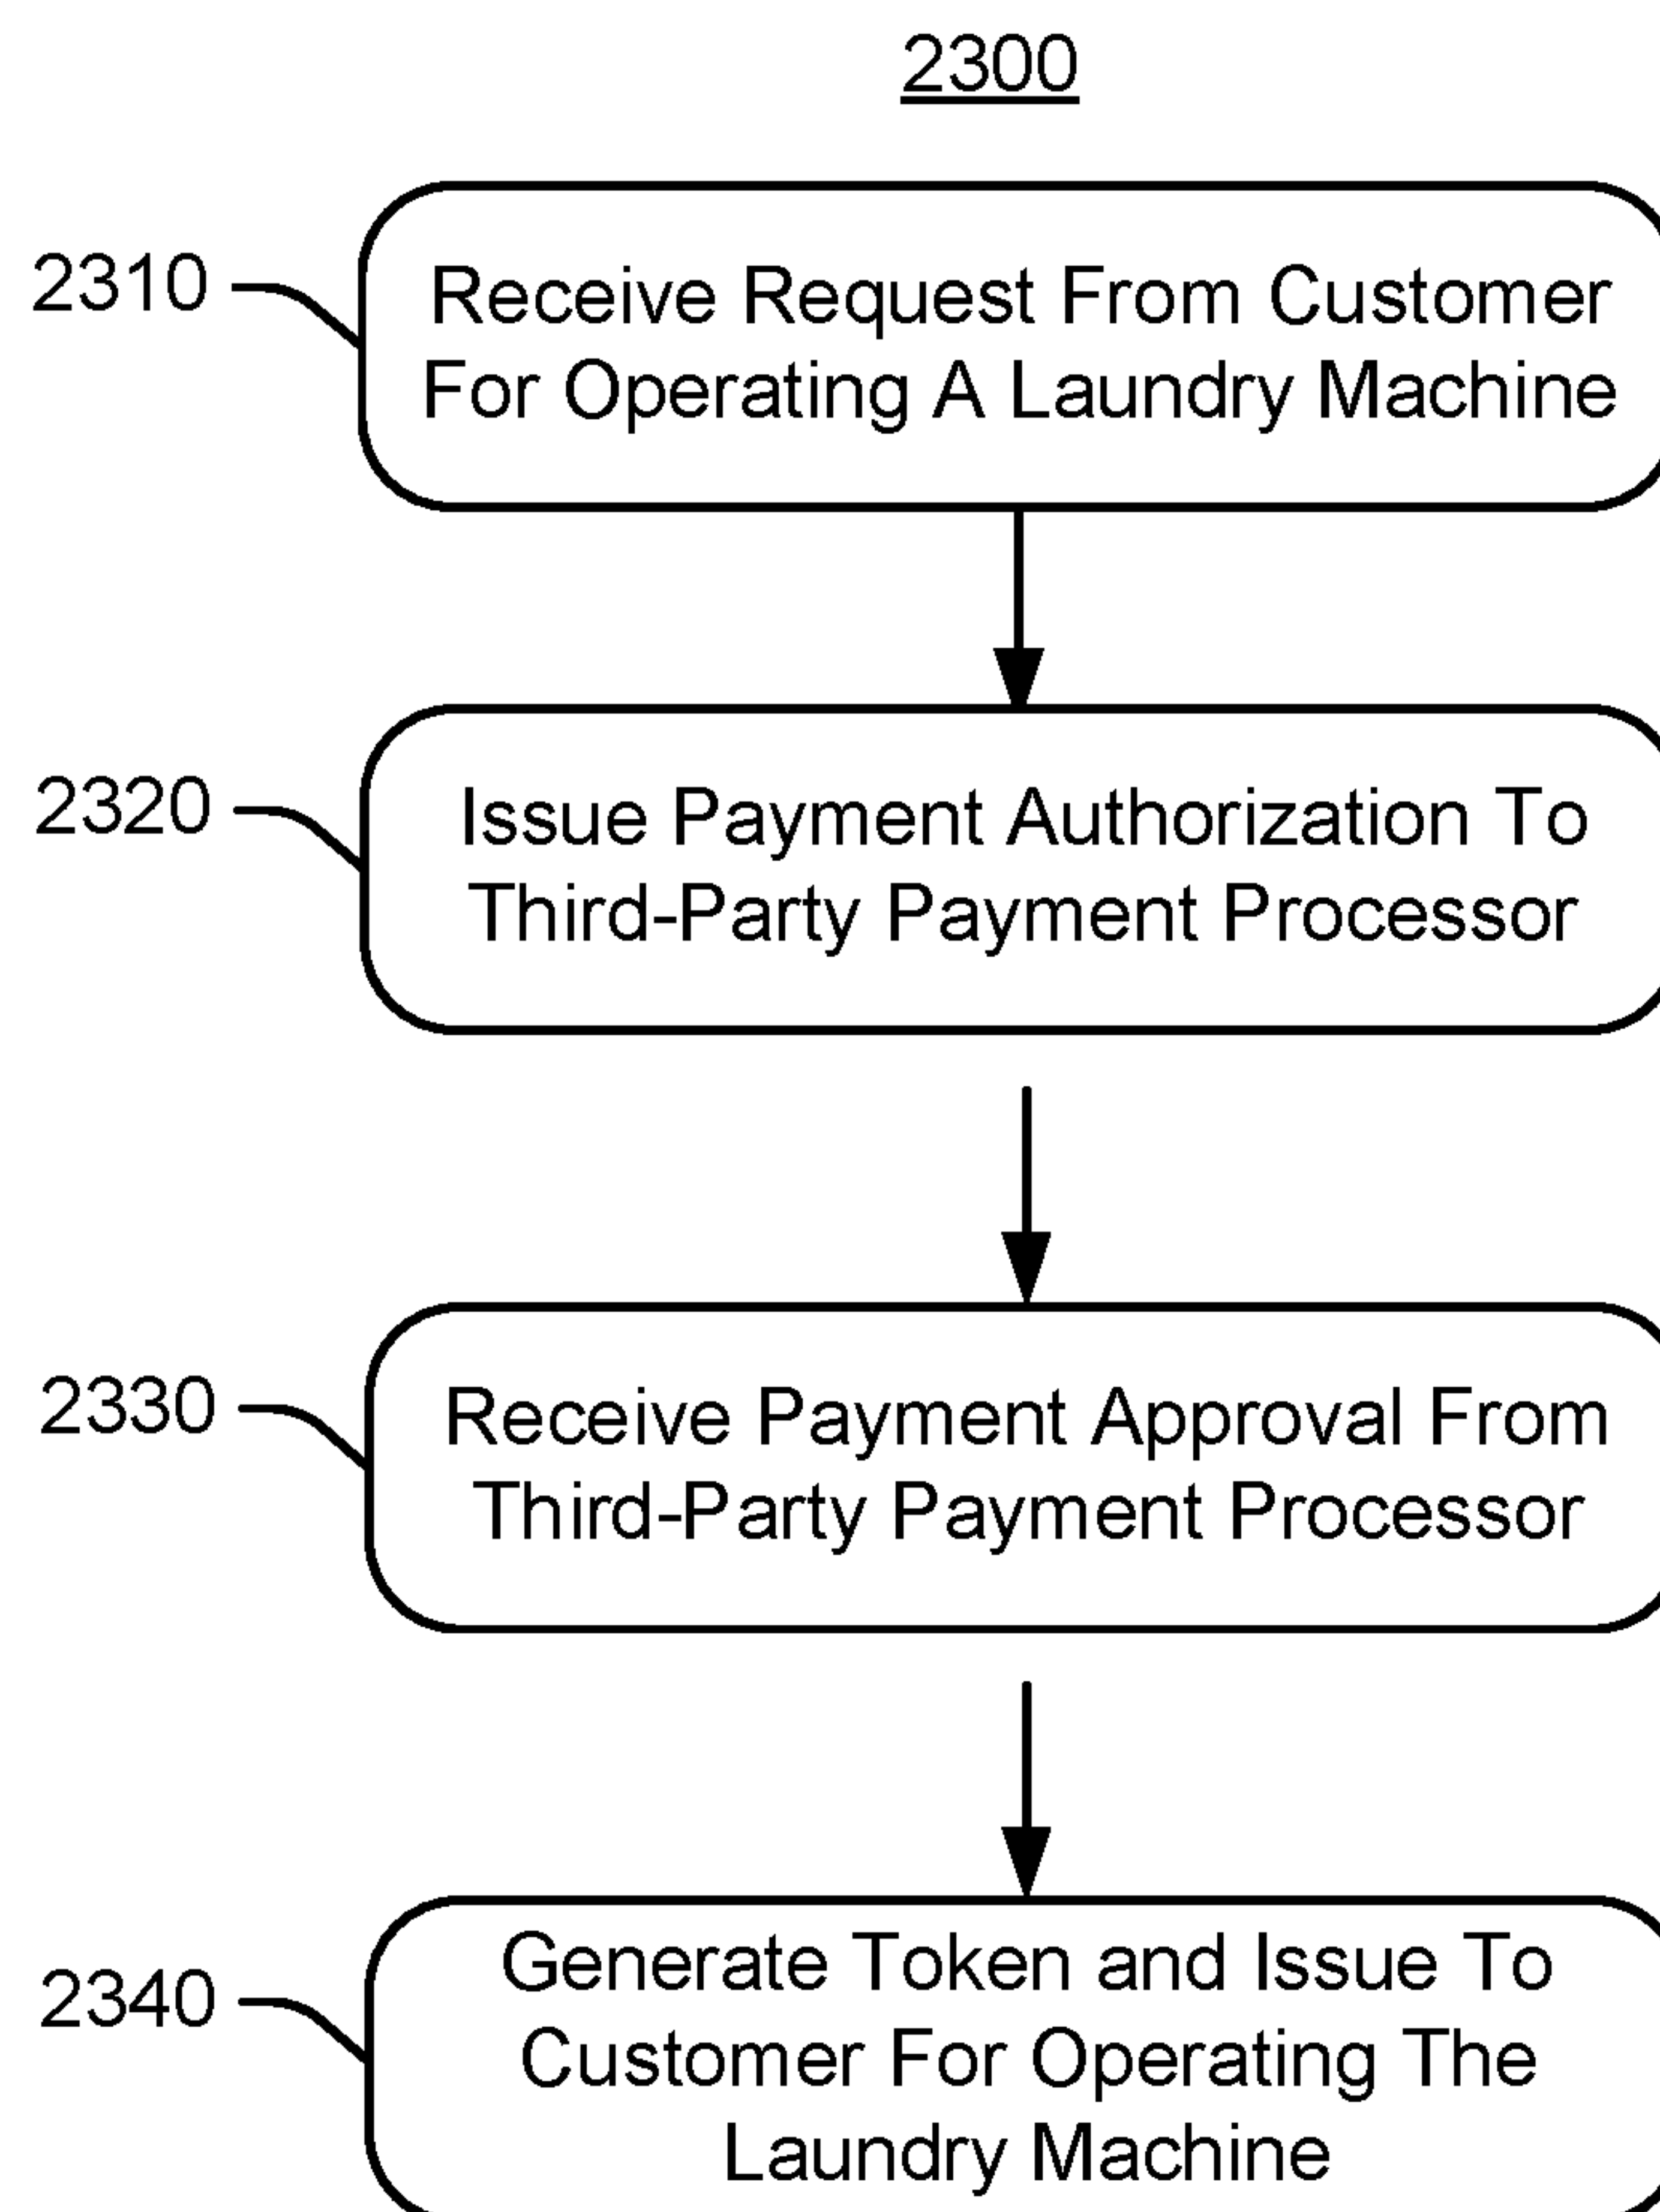 2300
2310
Receive Request From Customer
For Operating A Laundry Machine
2320
Issue Payment Authorization To
Third-Party Payment Processor
2330
Receive Payment Approval From
Third-Party Payment Processor
2340
Generate Token and Issue To
Customer For Operating The
Laundry Machine